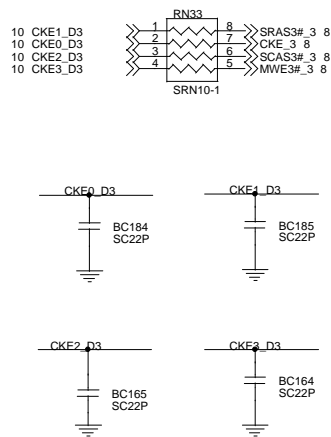 RN33
10 CKE1_D3 1 8 SRAS3#_3 8
10 CKE0_D3 2 7 CKE_3 8
10 CKE2_D3 3 6 SCAS3#_3 8
10 CKE3_D3 4 5 MWE3#_3 8
SRN10-1
CKE0_D3 CKE1_D3
BC184 BC185
SC22P SC22P
CKE2_D3 CKE3_D3
BC165 BC164
SC22P SC22P